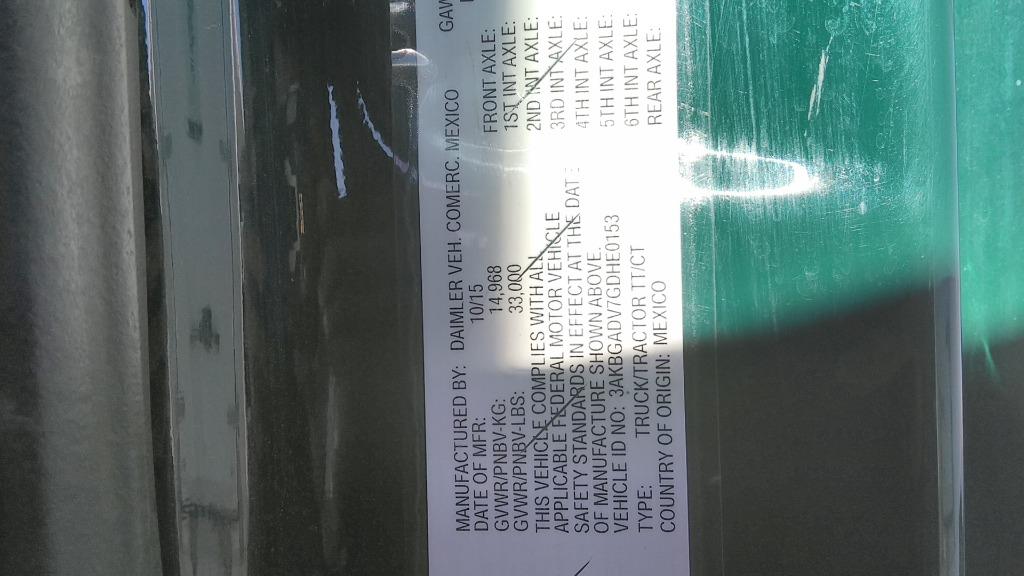 MANUFACTURED BY: DAIMLER VEH. COMERC. MEXICO GAW
DATE OF MFR: 10/15
GVWR/PNBV-KG: 14,968 FRONT AXLE:
GVWR/PNBV-LBS: 33,000 1ST INT AXLE:
THIS VEHICLE COMPLIES WITH ALL 2ND INT AXLE:
APPLICABLE FEDERAL MOTOR VEHICLE 3RD INT AXLE:
SAFETY STANDARDS IN EFFECT AT THE DATE 4TH INT AXLE:
OF MANUFACTURE SHOWN ABOVE. 5TH INT AXLE:
VEHICLE ID NO: 3AKBGADV7GDHE0153 6TH INT AXLE:
TYPE: TRUCK/TRACTOR TT/CT REAR AXLE:
COUNTRY OF ORIGIN: MEXICO